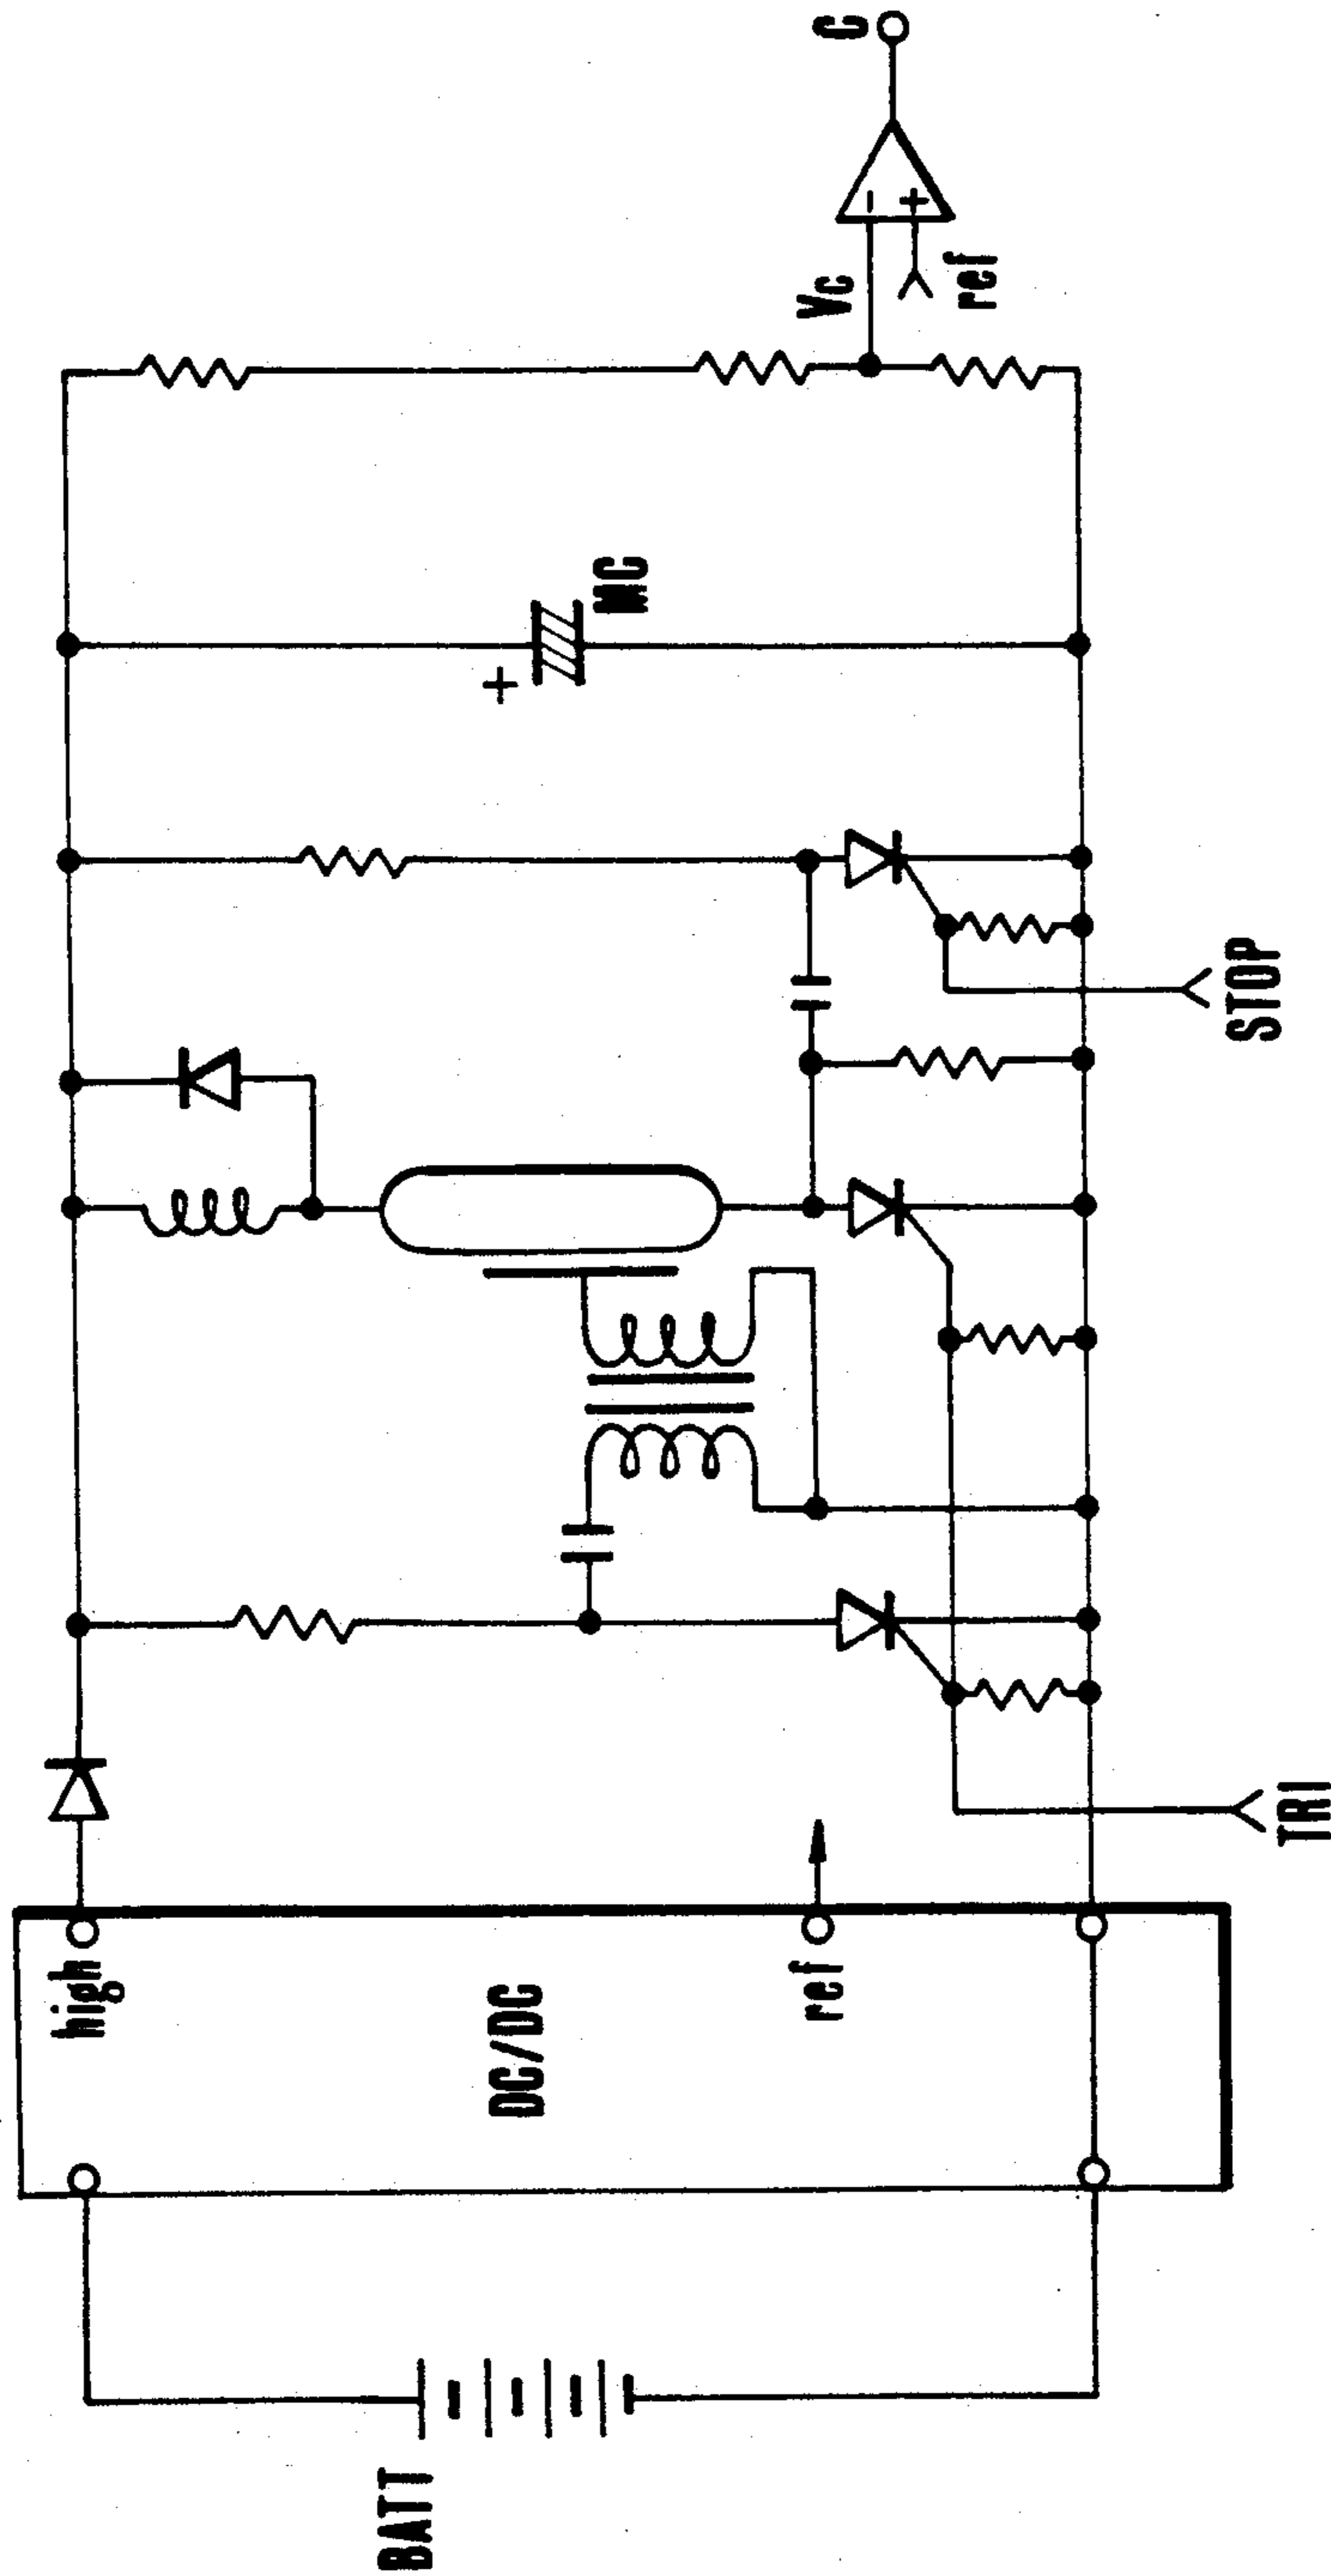 BATT
high
DC/DC
ref
TRI
STOP
+
MC
Vc
-
+
ref
C